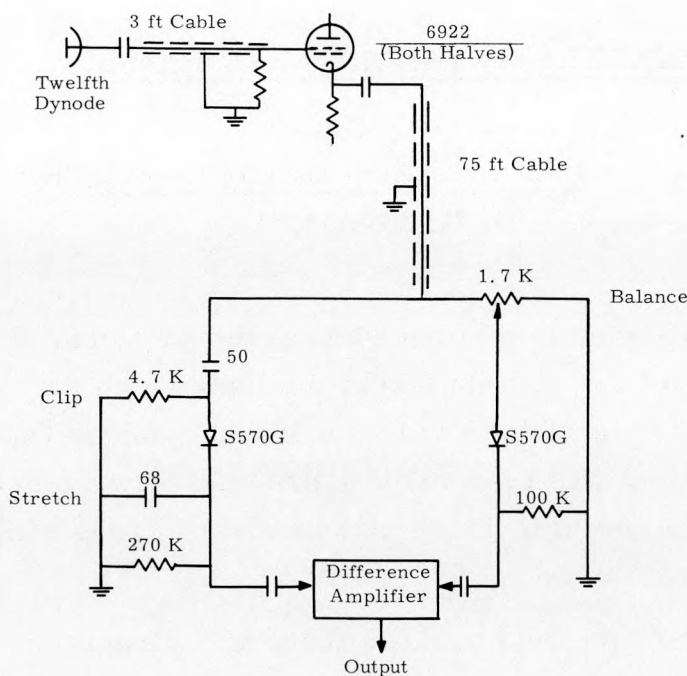 3 ft Cable
6922
(Both Halves)
Twelfth
Dynode
75 ft Cable
1.7 K
Balance
50
4.7 K
Clip
S570G
S570G
Stretch
68
100 K
270 K
Difference
Amplifier
Output